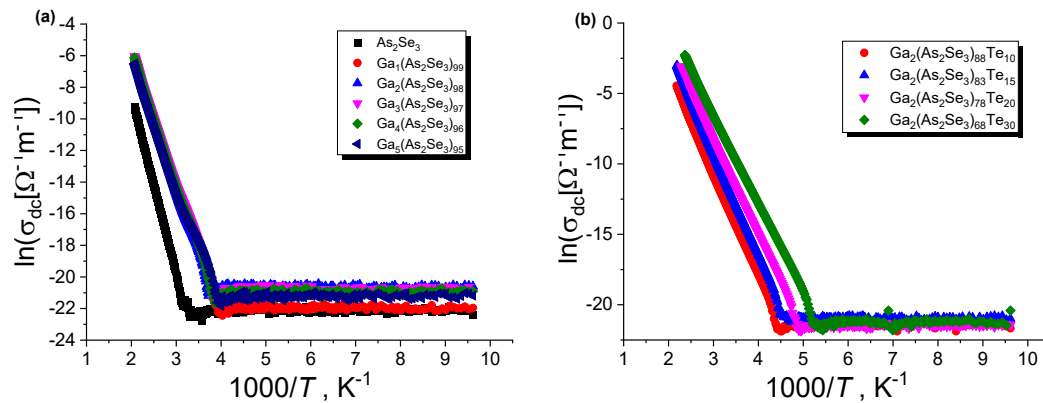 (a)
As₂Se₃
Ga₁(As₂Se₃)₉₉
Ga₂(As₂Se₃)₉₈
Ga₃(As₂Se₃)₉₇
Ga₄(As₂Se₃)₉₆
Ga₅(As₂Se₃)₉₅
ln(σdc[Ω⁻¹m⁻¹])
-4
-6
-8
-10
-12
-14
-16
-18
-20
-22
-24
1 2 3 4 5 6 7 8 9 10
1000/T , K⁻¹
(b)
Ga₂(As₂Se₃)₈₈Te₁₀
Ga₂(As₂Se₃)₈₃Te₁₅
Ga₂(As₂Se₃)₇₈Te₂₀
Ga₂(As₂Se₃)₆₈Te₃₀
ln(σdc[Ω⁻¹m⁻¹])
0
-5
-10
-15
-20
1 2 3 4 5 6 7 8 9 10
1000/T , K⁻¹